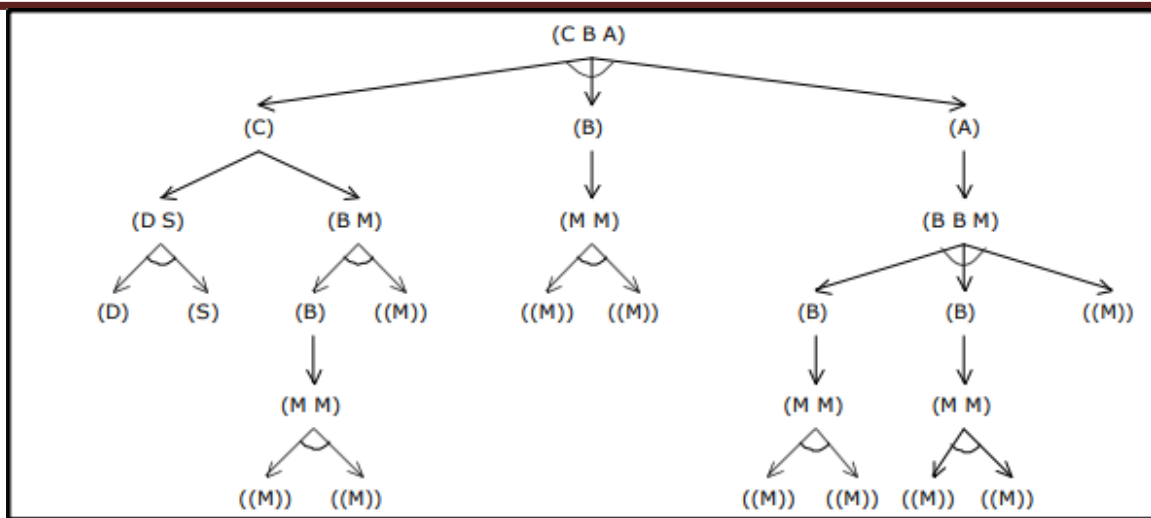 (C B A)
(C) (B) (A)
(D S) (B M) (M M) (B B M)
(D) (S) (B) ((M)) ((M)) ((M)) (B) (B) ((M))
(M M) (M M) (M M)
((M)) ((M)) ((M)) ((M)) ((M)) ((M))